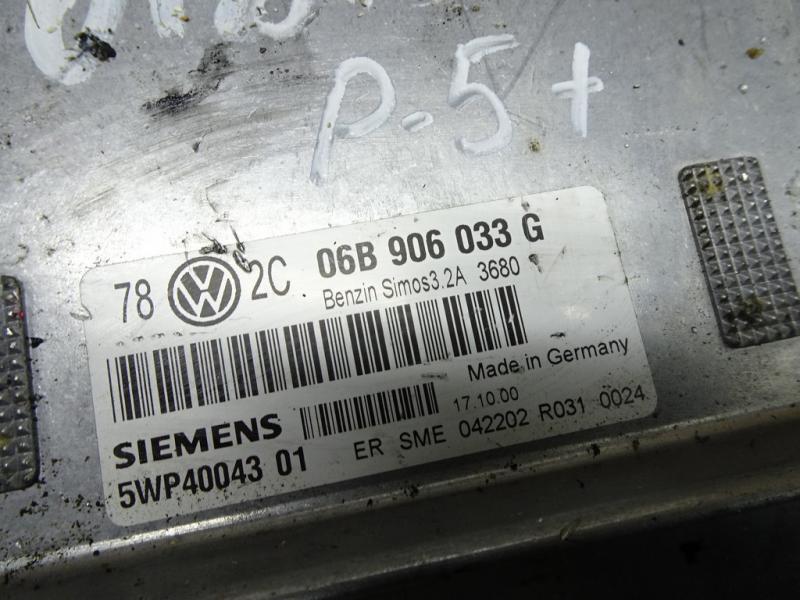 P-5+
78 VW 2C 06B 906 033 G
Benzin Simos3.2A 3680
Made in Germany
SIEMENS 17.10.00
5WP40043 01 ER SME 042202 R031 0024